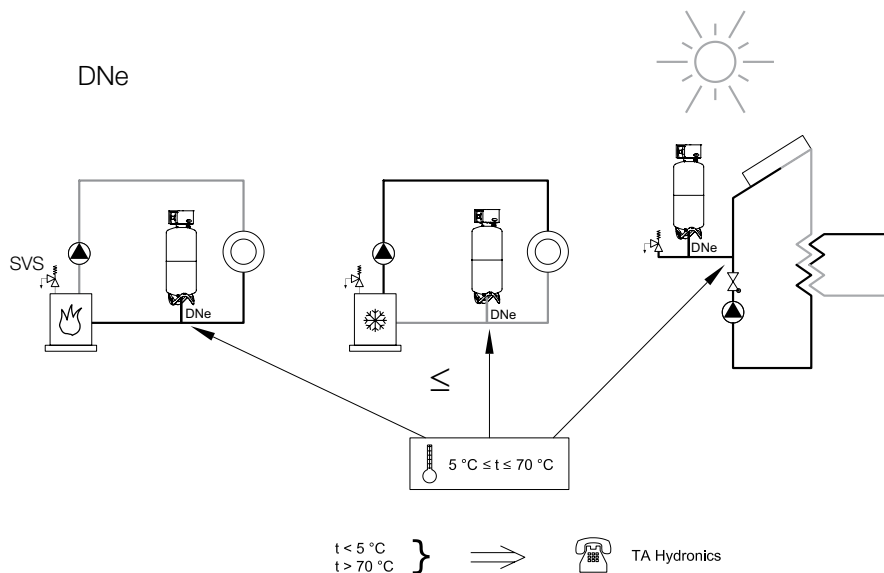 DNe
SVS
DNe
DNe
DNe
≤
5 °C ≤ t ≤ 70 °C
t < 5 °C
t > 70 °C
TA Hydronics